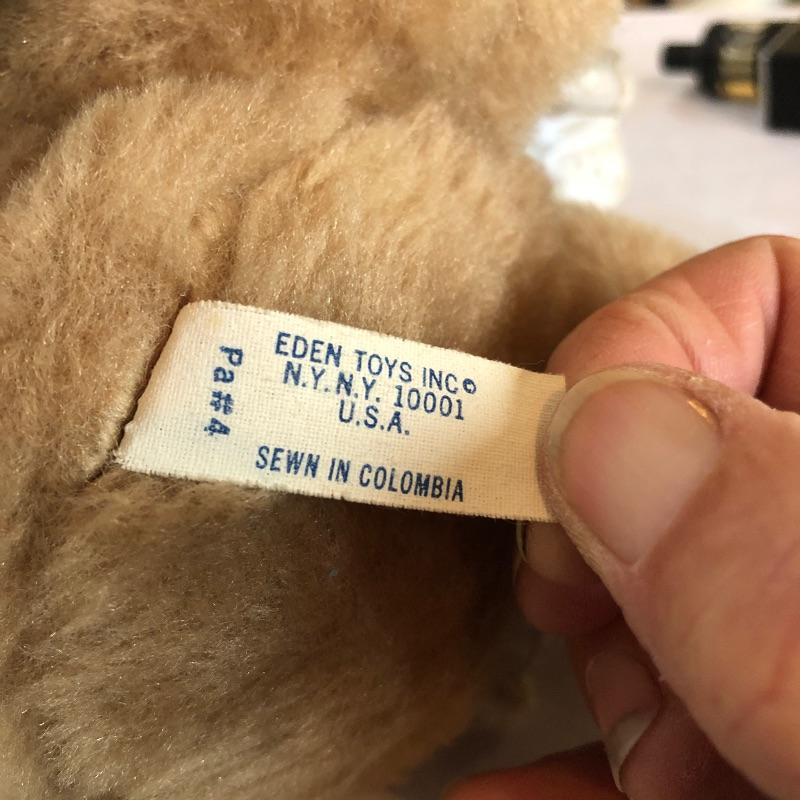 EDEN TOYS INC©
N.Y. N.Y. 10001
U.S.A.
SEWN IN COLOMBIA
Pa#4